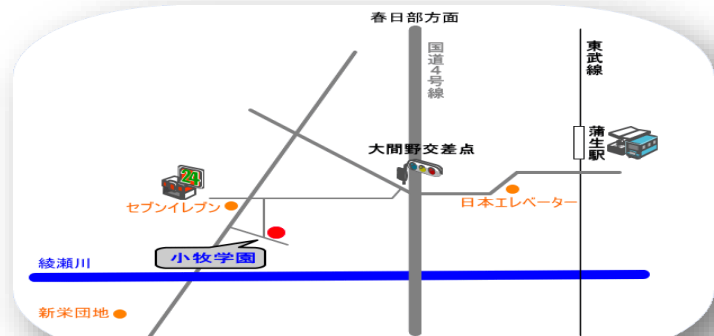 春日部方面
国道4号線
東武線
蒲生駅
大間野交差点
24
セブンイレブン
日本エレベーター
小牧学園
綾瀬川
新栄団地